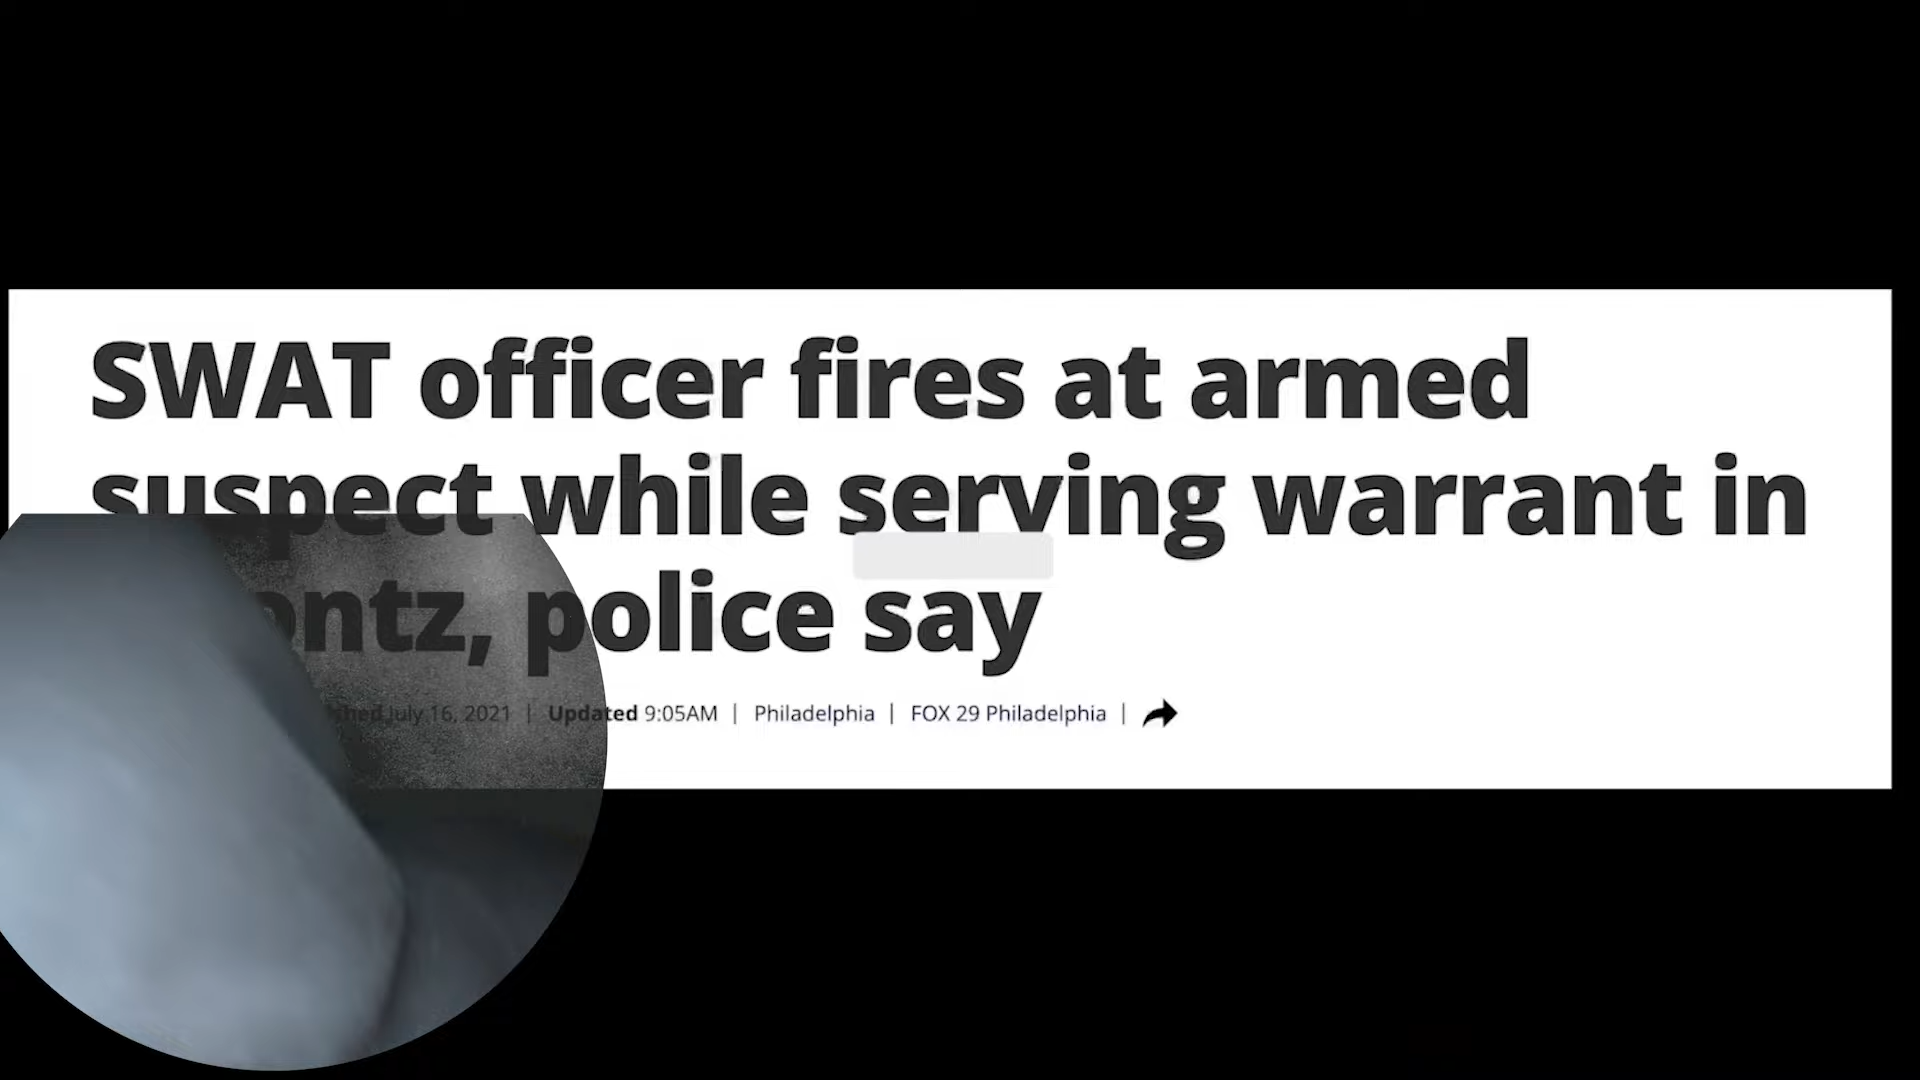 SWAT officer fires at armed
suspect while serving warrant in
ontz, police say
shed July 16, 2021 | Updated 9:05AM | Philadelphia | FOX 29 Philadelphia |